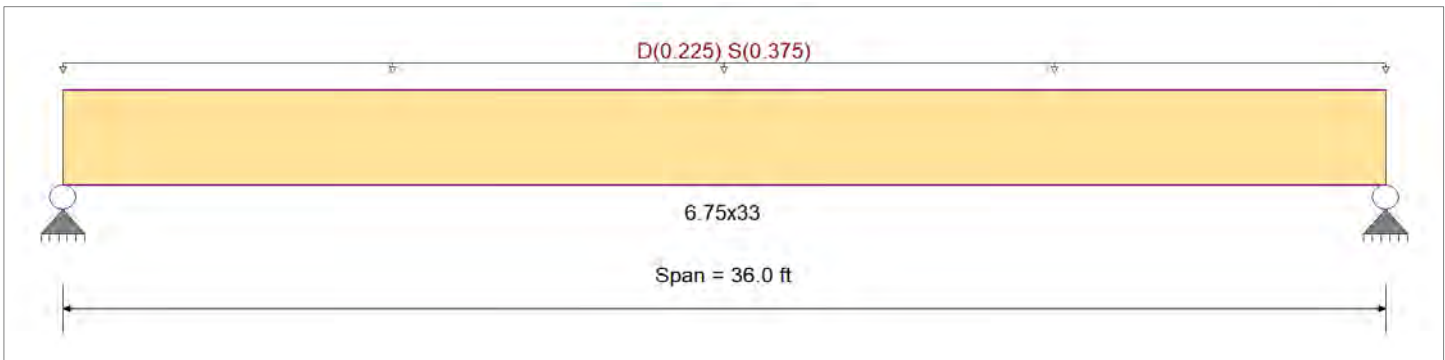 D(0.225) S(0.375)
6.75x33
Span = 36.0 ft